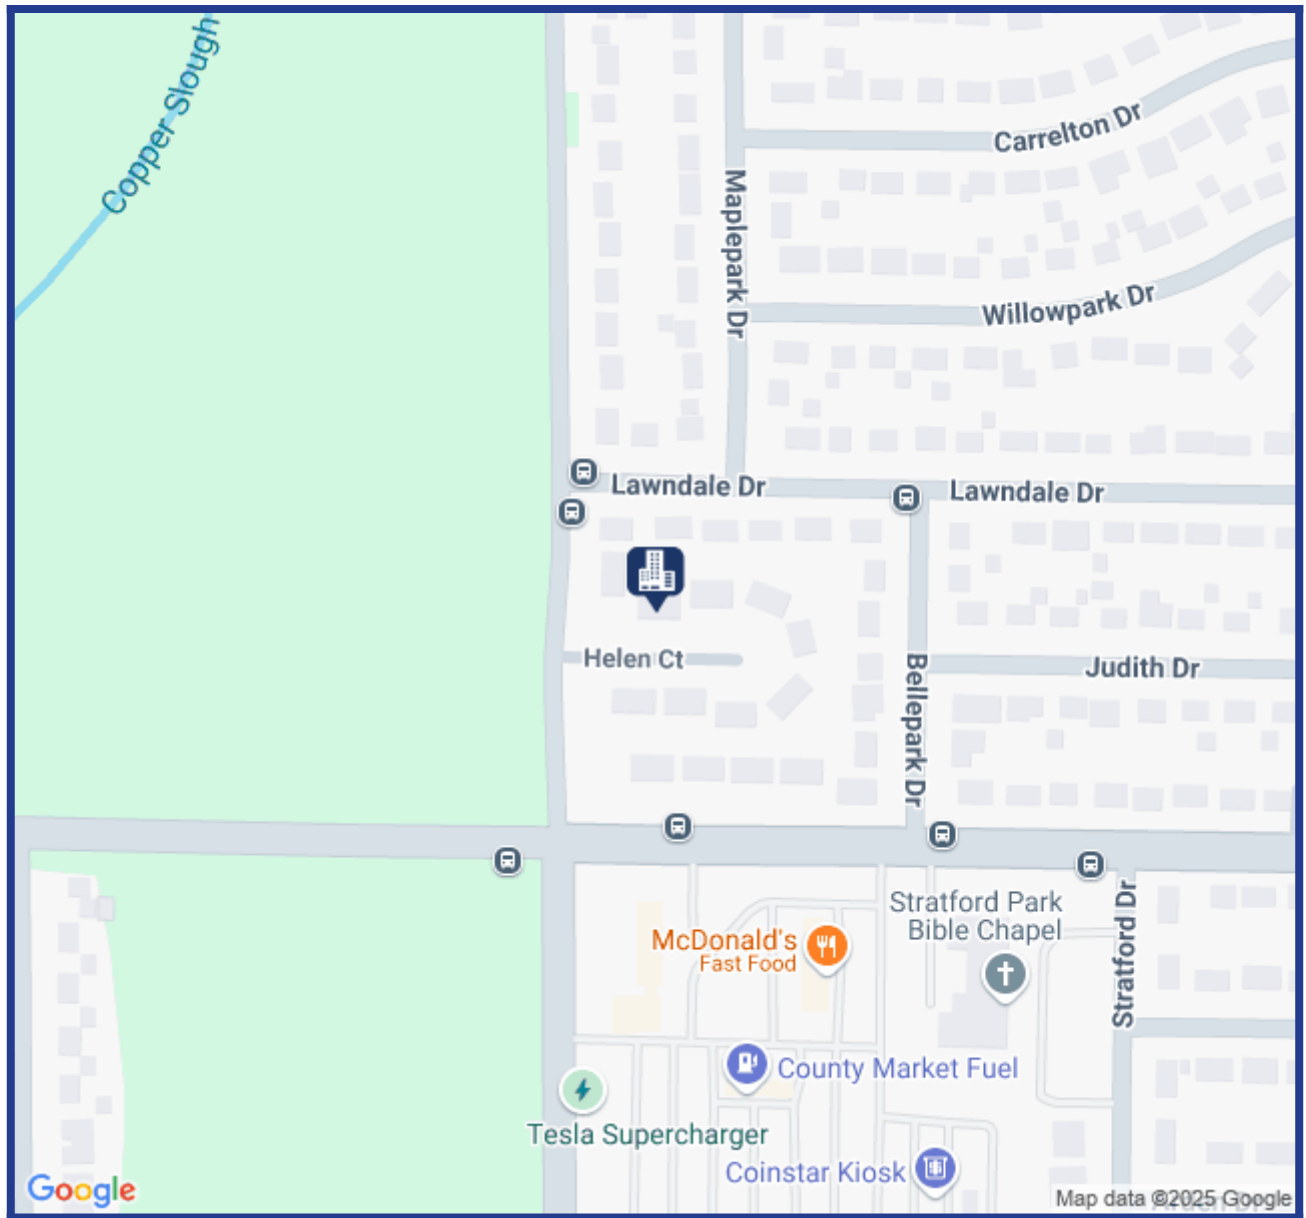 Copper Slough
Carrelton Dr
Maplepark Dr
Willowpark Dr
Lawndale Dr
Lawndale Dr
Helen Ct
Bellepark Dr
Judith Dr
Stratford Park
Bible Chapel
Stratford Dr
McDonald's
Fast Food
County Market Fuel
Tesla Supercharger
Coinstar Kiosk
Google
Map data ©2025 Google